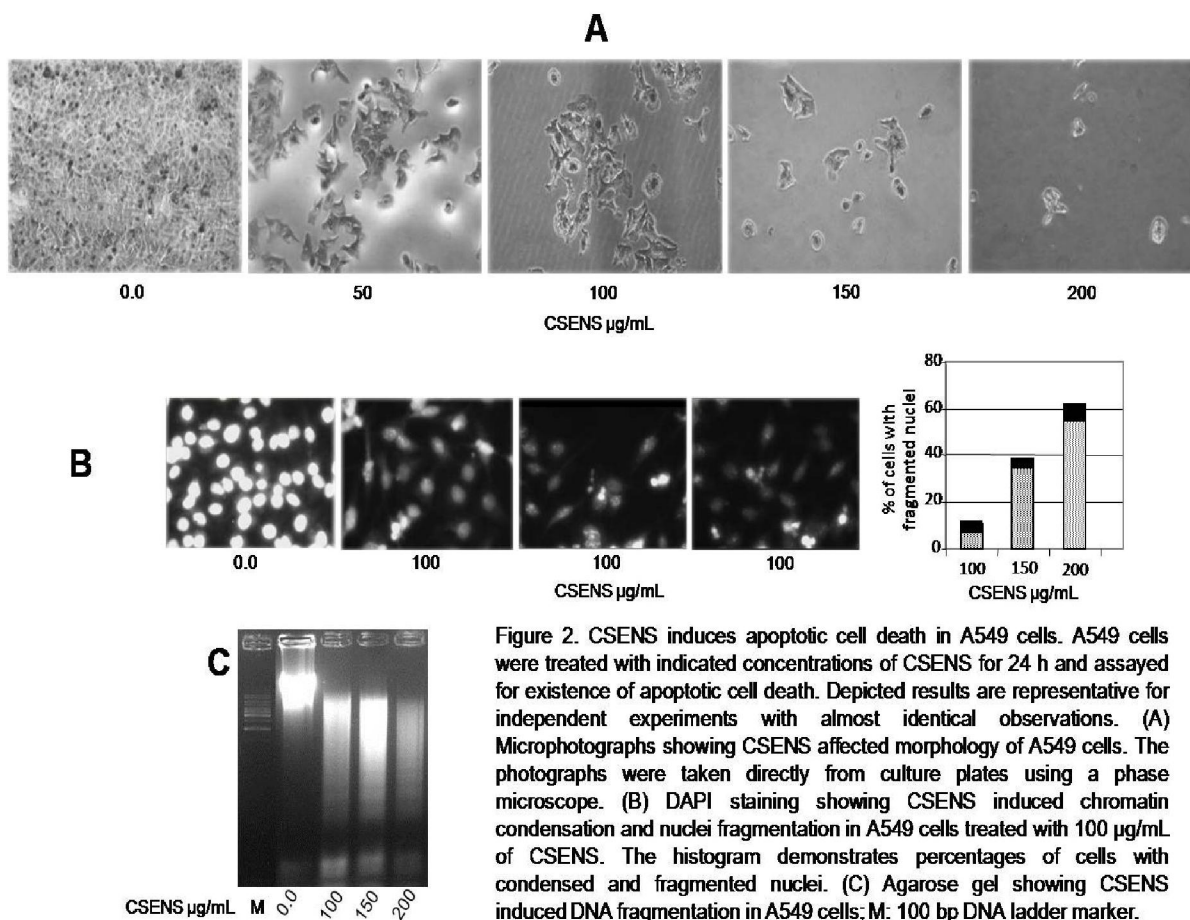 A
0.0 50 100 150 200
CSENS µg/mL
B
0.0 100 100 100
CSENS µg/mL
80
60
40
20
0
% of cells with
fragmented nuclei
100 150 200
CSENS µg/mL
C
CSENS µg/mL M 0.0 100 150 200
Figure 2. CSENS induces apoptotic cell death in A549 cells. A549 cells
were treated with indicated concentrations of CSENS for 24 h and assayed
for existence of apoptotic cell death. Depicted results are representative for
independent experiments with almost identical observations. (A)
Microphotographs showing CSENS affected morphology of A549 cells. The
photographs were taken directly from culture plates using a phase
microscope. (B) DAPI staining showing CSENS induced chromatin
condensation and nuclei fragmentation in A549 cells treated with 100 µg/mL
of CSENS. The histogram demonstrates percentages of cells with
condensed and fragmented nuclei. (C) Agarose gel showing CSENS
induced DNA fragmentation in A549 cells; M: 100 bp DNA ladder marker.